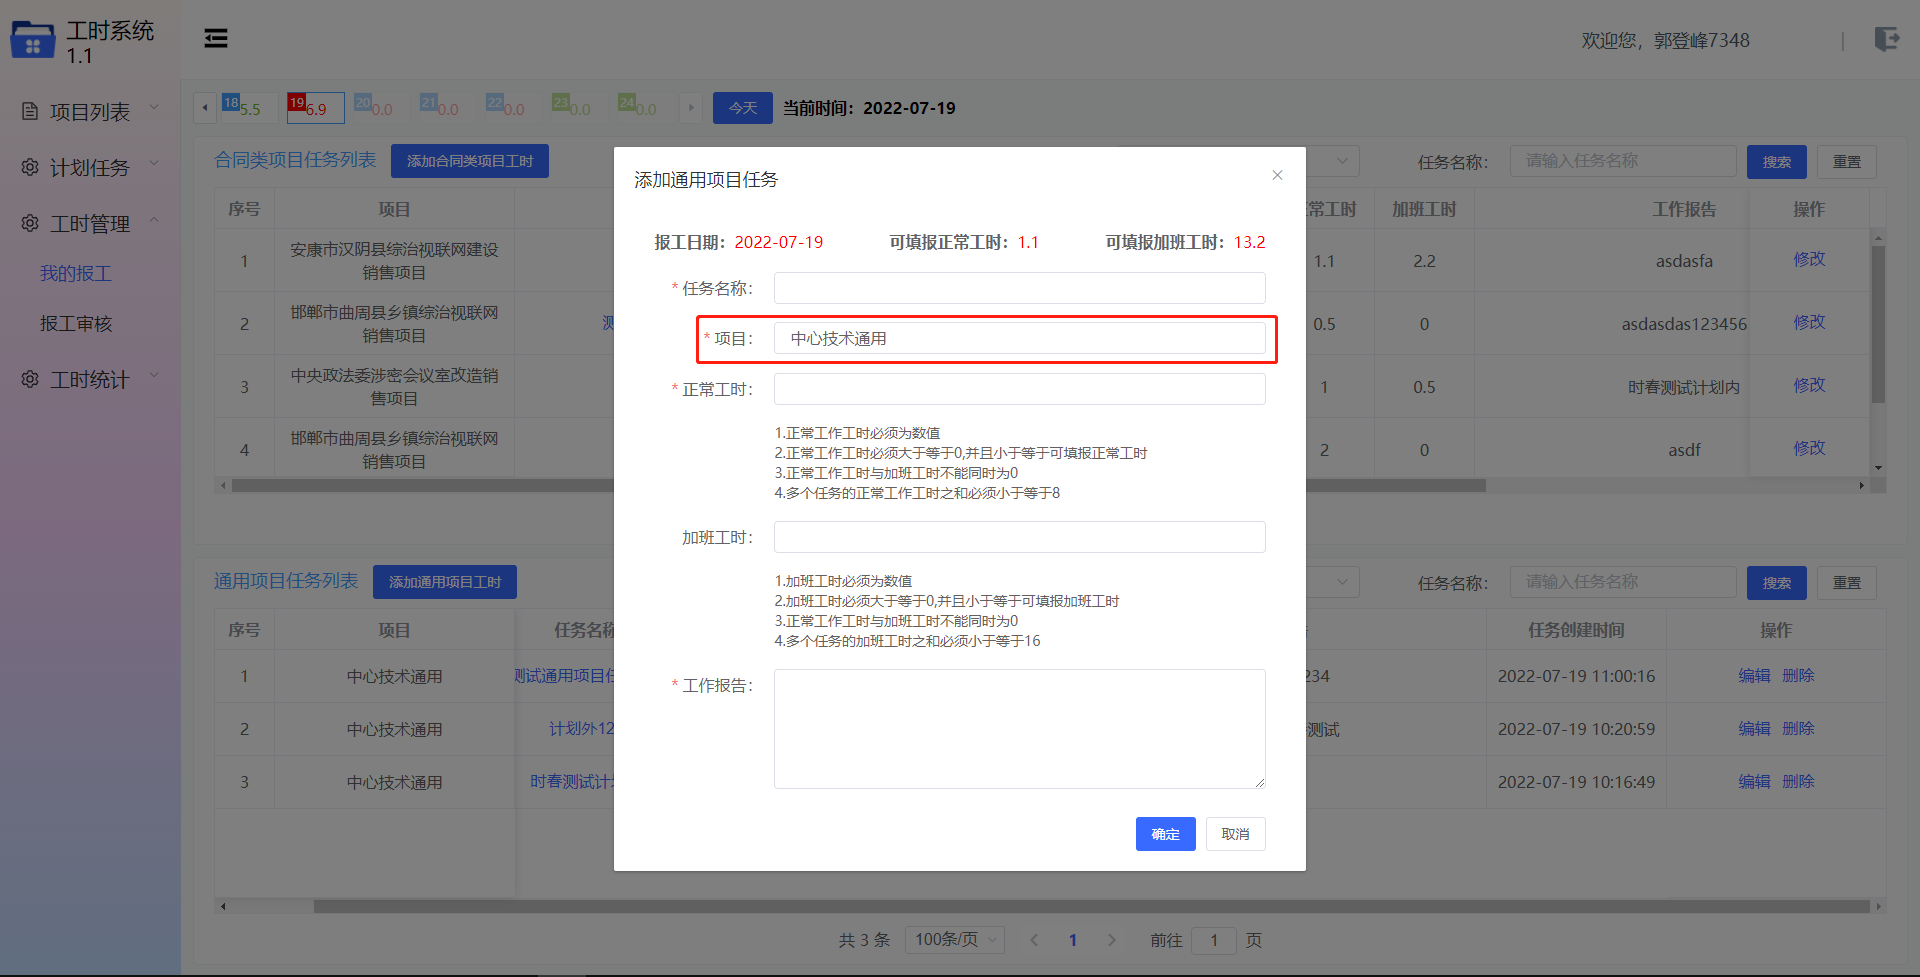 工时系统
1.1
欢迎您，郭登峰7348
项目列表
计划任务
工时管理
我的报工
报工审核
工时统计
18 5.5
19 6.9
20 0.0
21 0.0
22 0.0
23 0.0
24 0.0
今天
当前时间：2022-07-19
合同类项目任务列表
添加合同类项目工时
任务名称：
请输入任务名称
搜索
重置
序号 项目 常工时 加班工时 工作报告 操作
1 安康市汉阴县综治视联网建设 1.1 2.2 asdasfa 修改
销售项目
2 邯郸市曲周县乡镇综治视联网 0.5 0 asdasdas123456 修改
销售项目
3 中央政法委涉密会议室改造销 1 0.5 时春测试计划内 修改
售项目
4 邯郸市曲周县乡镇综治视联网 2 0 asdf 修改
销售项目
添加通用项目任务
报工日期：2022-07-19 可填报正常工时：1.1 可填报加班工时：13.2
* 任务名称：
* 项目： 中心技术通用
* 正常工时：
1.正常工作工时必须为数值
2.正常工作工时必须大于等于0,并且小于等于可填报正常工时
3.正常工作工时与加班工时不能同时为0
4.多个任务的正常工作工时之和必须小于等于8
加班工时：
1.加班工时必须为数值
2.加班工时必须大于等于0,并且小于等于可填报加班工时
3.正常工作工时与加班工时不能同时为0
4.多个任务的加班工时之和必须小于等于16
* 工作报告：
确定
取消
通用项目任务列表
添加通用项目工时
任务名称：
请输入任务名称
搜索
重置
序号 项目 任务名称 任务创建时间 操作
1 中心技术通用 测试通用项目任 234 2022-07-19 11:00:16 编辑 删除
2 中心技术通用 计划外12 测试 2022-07-19 10:20:59 编辑 删除
3 中心技术通用 时春测试计 2022-07-19 10:16:49 编辑 删除
共 3 条 100条/页 1 前往 1 页